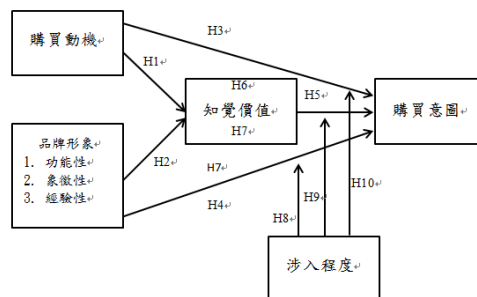 購買動機
H3
H1
H6
知覺價值
H5
購買意圖
H7
品牌形象
1. 功能性
2. 象徵性
3. 經驗性
H2
H7
H4
H8
H9
H10
涉入程度